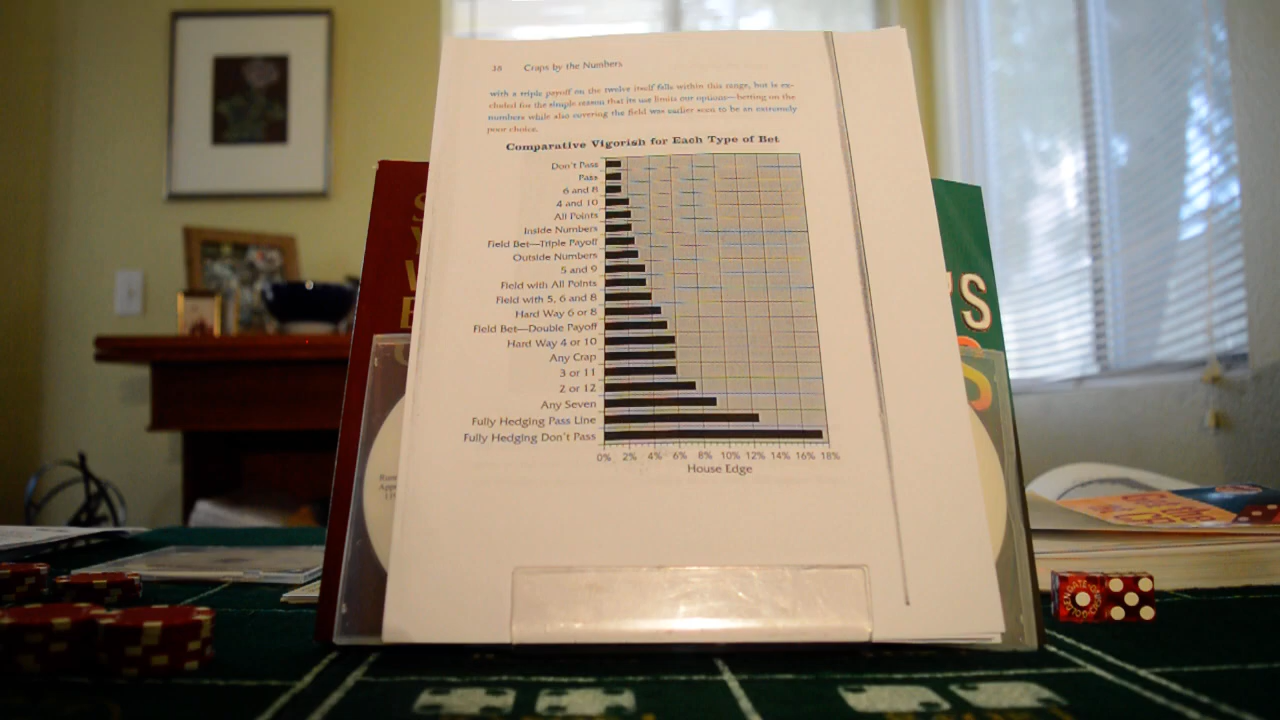 38 Craps by the Numbers
with a triple payoff on the twelve itself falls within this range, but is ex-
cluded for the simple reason that its use limits our options—betting on the
numbers while also covering the field was earlier seen to be an extremely
poor choice.
Comparative Vigorish for Each Type of Bet
Don't Pass
Pass
6 and 8
4 and 10
All Points
Inside Numbers
Field Bet—Triple Payoff
Outside Numbers
5 and 9
Field with All Points
Field with 5, 6 and 8
Hard Way 6 or 8
Field Bet—Double Payoff
Hard Way 4 or 10
Any Crap
3 or 11
2 or 12
Any Seven
Fully Hedging Pass Line
Fully Hedging Don't Pass
0% 2% 4% 6% 8% 10% 12% 14% 16% 18%
House Edge